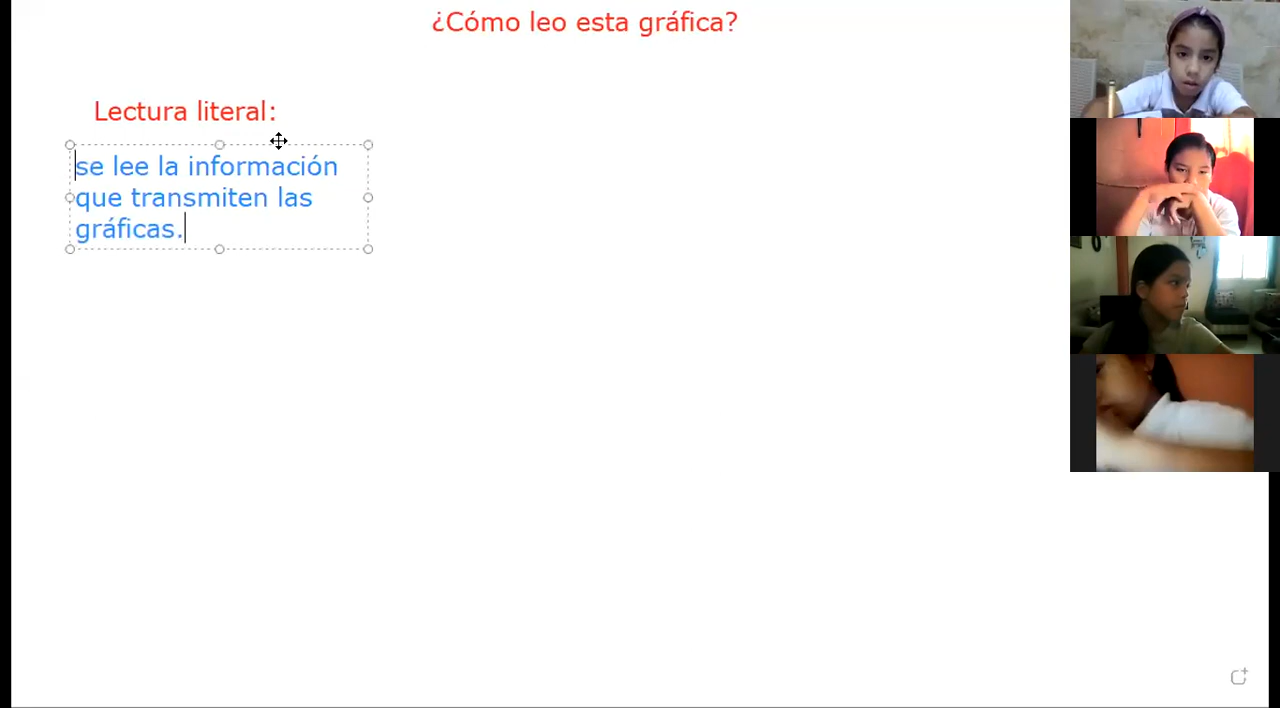 ¿Cómo leo esta gráfica?
Lectura literal:
se lee la información
que transmiten las
gráficas.